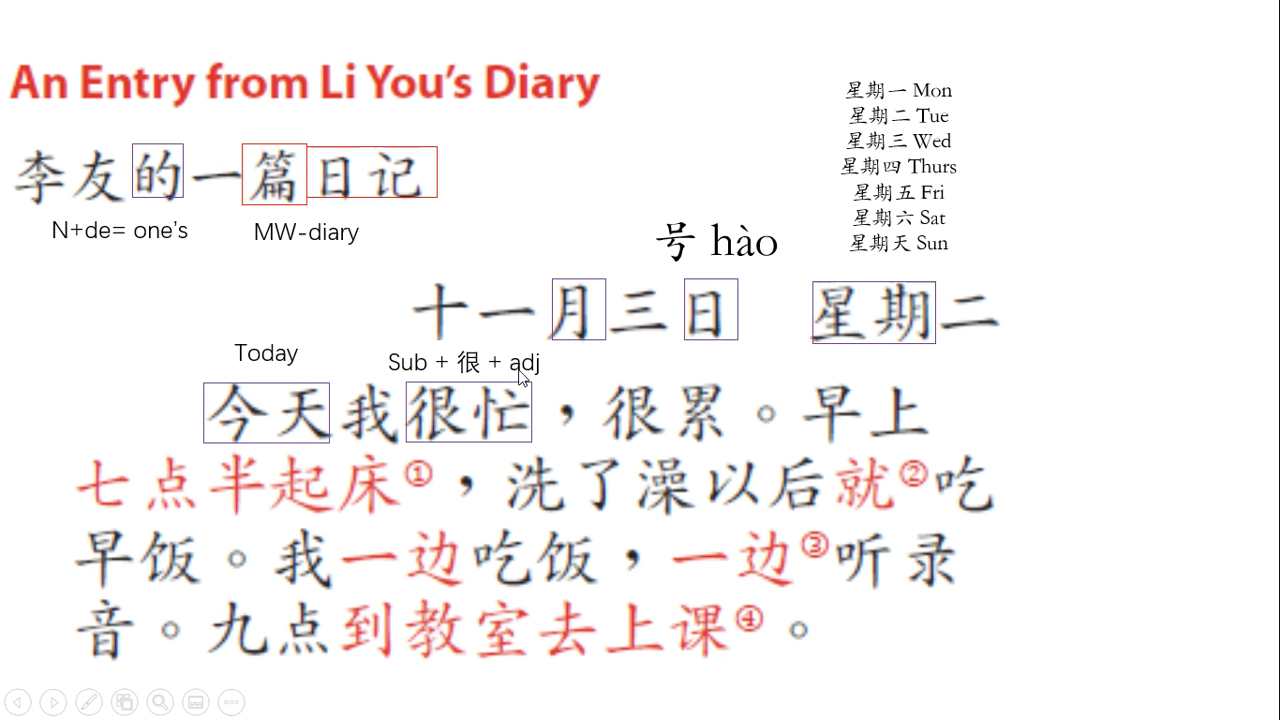 An Entry from Li You's Diary
星期一 Mon
星期二 Tue
星期三 Wed
星期四 Thurs
星期五 Fri
星期六 Sat
星期天 Sun
李友的一篇日记
N+de= one's
MW-diary
号 hào
十一月三日 星期二
Today
Sub + 很 + adj
今天我很忙，很累。早上
七点半起床①，洗了澡以后就②吃
早饭。我一边吃饭，一边③听录
音。九点到教室去上课④。